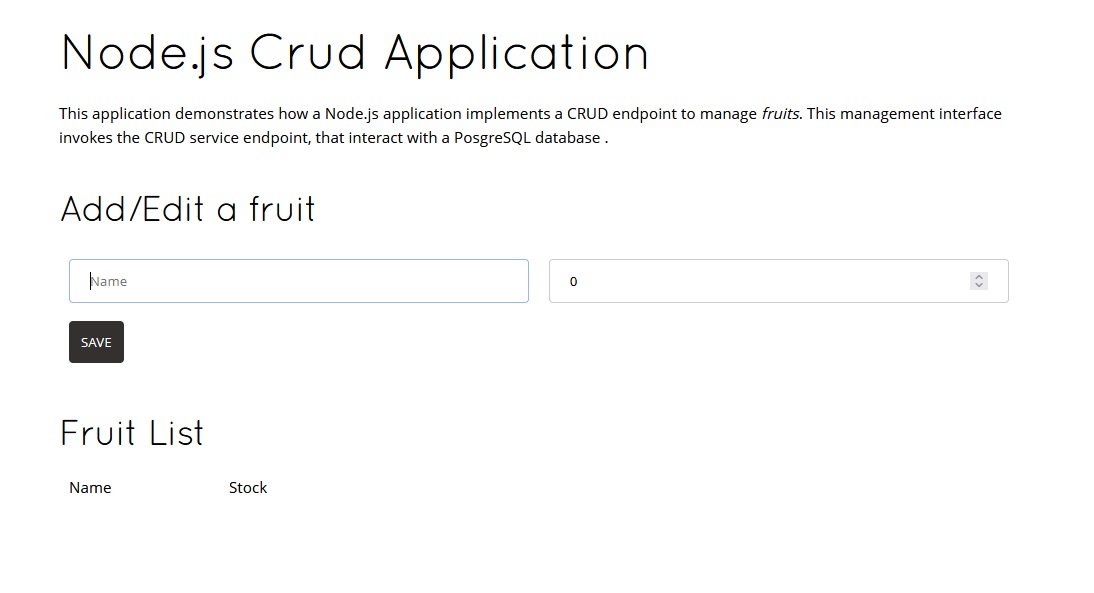 Node.js Crud Application
This application demonstrates how a Node.js application implements a CRUD endpoint to manage fruits. This management interface
invokes the CRUD service endpoint, that interact with a PosgreSQL database .
Add/Edit a fruit
Name
0
SAVE
Fruit List
Name Stock